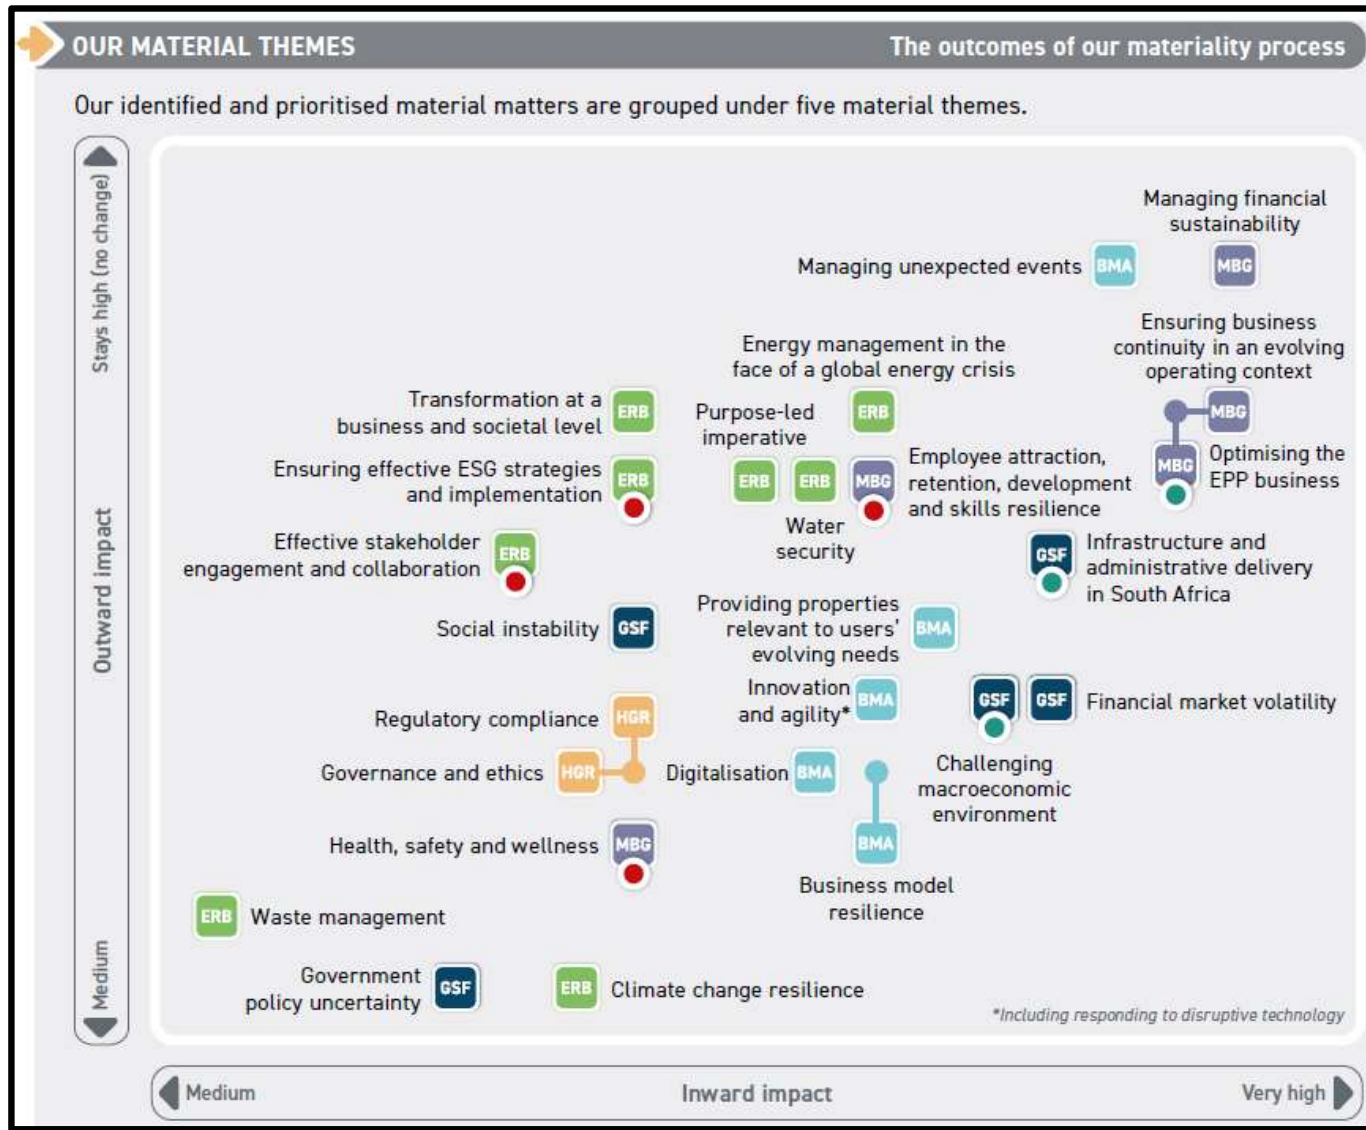 OUR MATERIAL THEMES
The outcomes of our materiality process
Our identified and prioritised material matters are grouped under five material themes.
Stays high (no change)
Outward impact
Medium
Managing financial
sustainability
MBG
Managing unexpected events
BMA
Ensuring business
continuity in an evolving
operating context
MBG
Energy management in the
face of a global energy crisis
ERB
Transformation at a
business and societal level
ERB
Purpose-led
imperative
ERB
Ensuring effective ESG strategies
and implementation
ERB
ERB
Water
security
MBG
Employee attraction,
retention, development
and skills resilience
MBG
Optimising the
EPP business
Effective stakeholder
engagement and collaboration
ERB
GSF
Infrastructure and
administrative delivery
in South Africa
Social instability
GSF
Providing properties
relevant to users'
evolving needs
BMA
Innovation
and agility*
BMA
GSF
GSF
Financial market volatility
Challenging
macroeconomic
environment
Regulatory compliance
HGR
Governance and ethics
HGR
Digitalisation
BMA
Health, safety and wellness
MBG
BMA
Business model
resilience
ERB
Waste management
Government
policy uncertainty
GSF
ERB
Climate change resilience
*Including responding to disruptive technology
Medium
Inward impact
Very high